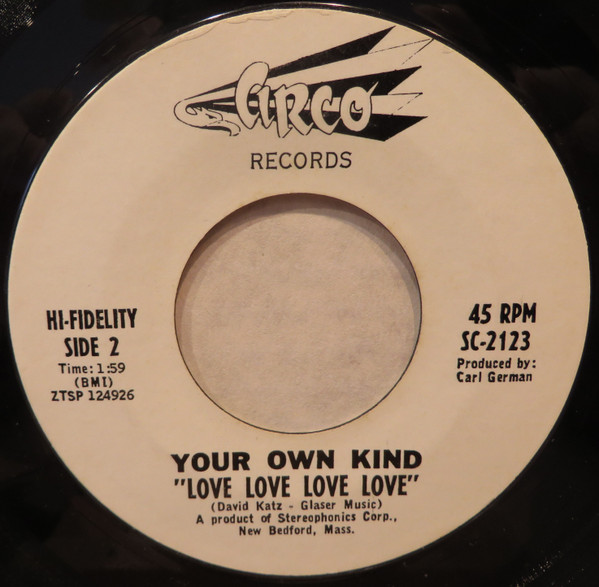 Arco
RECORDS
HI-FIDELITY
SIDE 2
Time: 1:59
(BMI)
ZTSP 124926
45 RPM
SC-2123
Produced by:
Carl German
YOUR OWN KIND
"LOVE LOVE LOVE LOVE"
(David Katz - Glaser Music)
A product of Stereophonics Corp.,
New Bedford, Mass.